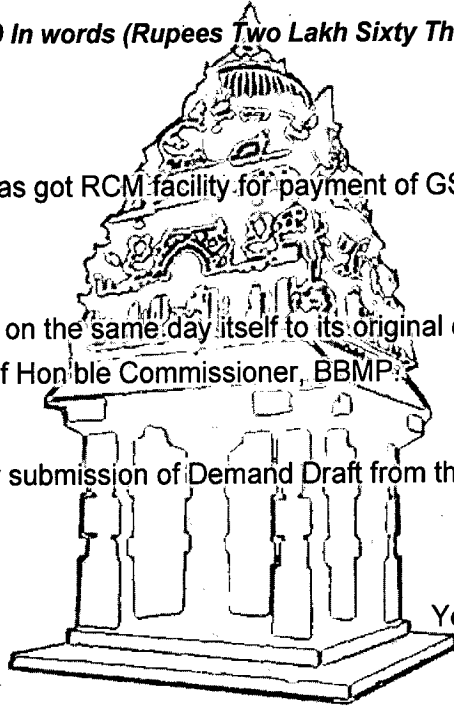 In words (Rupees Two Lakh Sixty Th
as got RCM facility for payment of GS
on the same day itself to its original
f Hon'ble Commissioner, BBMP.
submission of Demand Draft from th
Yo